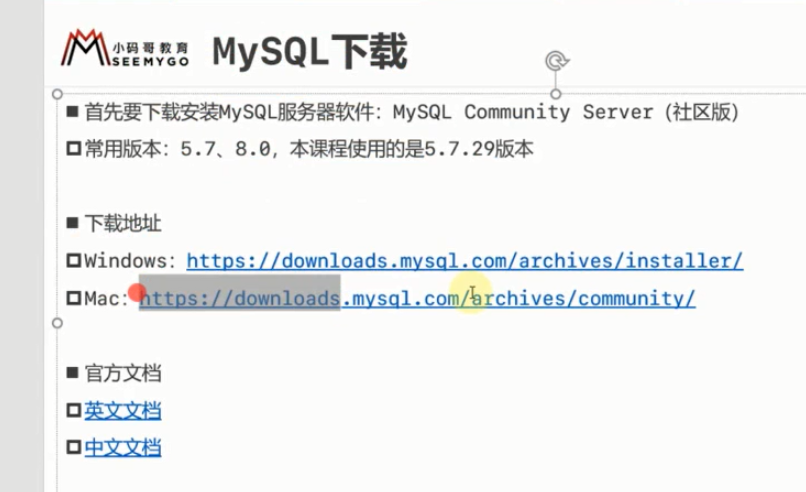 小码哥教育
SEEMYGO
MySQL下载
首先要下载安装MySQL服务器软件：MySQL Community Server（社区版）
常用版本：5.7、8.0，本课程使用的是5.7.29版本
下载地址
Windows：https://downloads.mysql.com/archives/installer/
Mac：https://downloads.mysql.com/archives/community/
官方文档
英文文档
中文文档